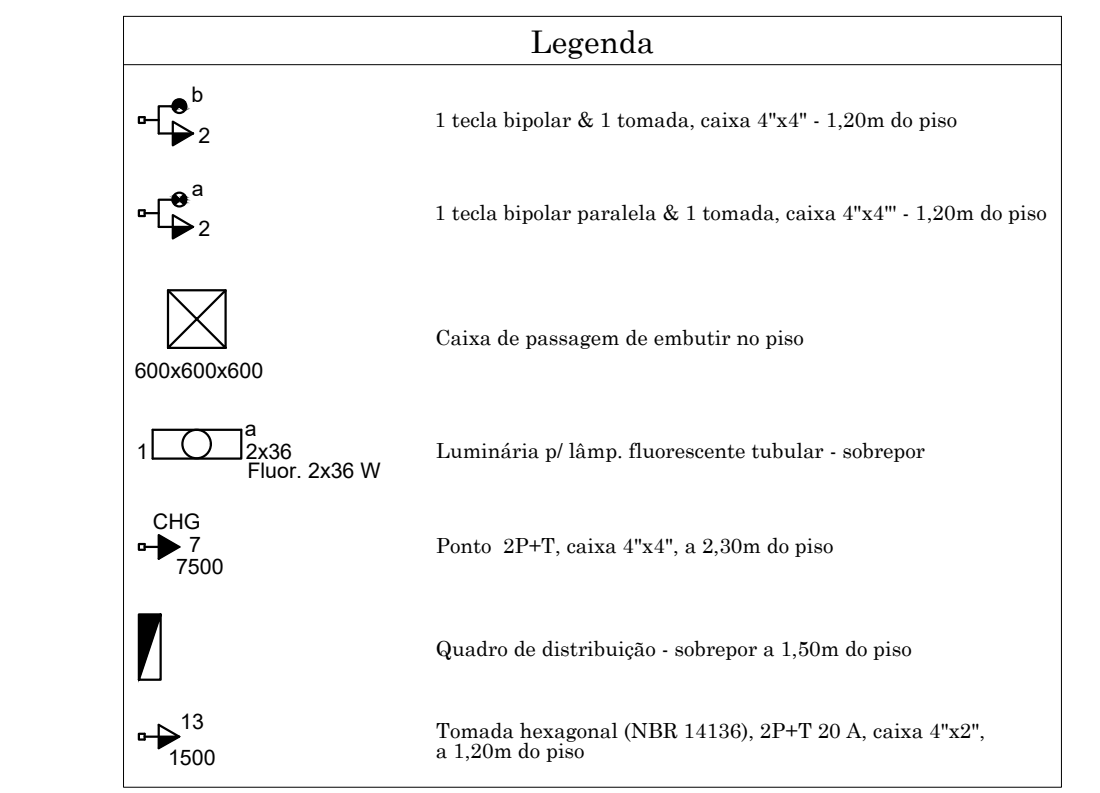 Legenda
b
2
1 tecla bipolar & 1 tomada, caixa 4"x4" - 1,20m do piso
a
2
1 tecla bipolar paralela & 1 tomada, caixa 4"x4"' - 1,20m do piso
600x600x600
Caixa de passagem de embutir no piso
1
a
2x36
Fluor. 2x36 W
Luminária p/ lâmp. fluorescente tubular - sobrepor
CHG
7
7500
Ponto 2P+T, caixa 4"x4", a 2,30m do piso
Quadro de distribuição - sobrepor a 1,50m do piso
13
1500
Tomada hexagonal (NBR 14136), 2P+T 20 A, caixa 4"x2",
a 1,20m do piso